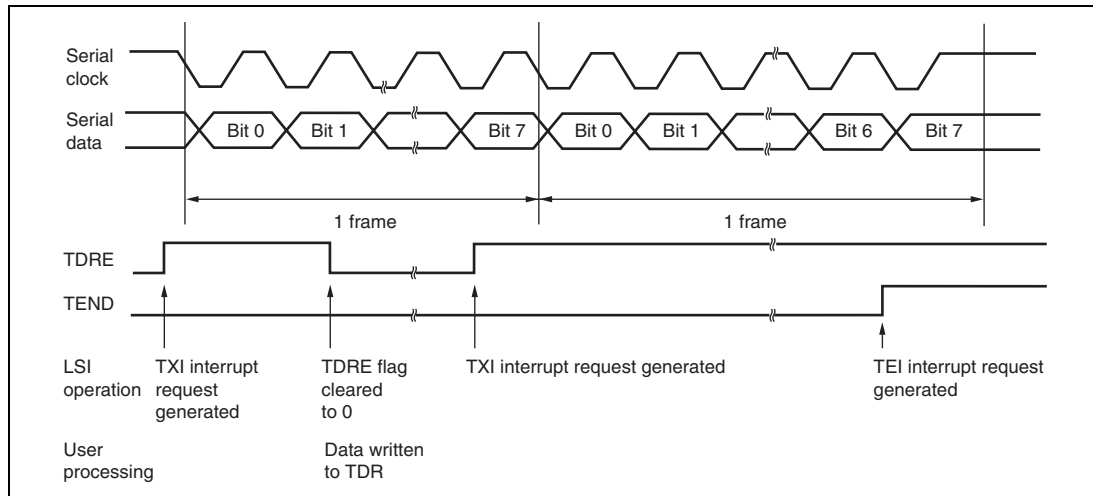 Serial
clock
Serial
data
Bit 0
Bit 1
Bit 7
Bit 0
Bit 1
Bit 6
Bit 7
1 frame
1 frame
TDRE
TEND
LSI
operation
TXI interrupt
request
generated
TDRE flag
cleared
to 0
TXI interrupt request generated
TEI interrupt request
generated
User
processing
Data written
to TDR